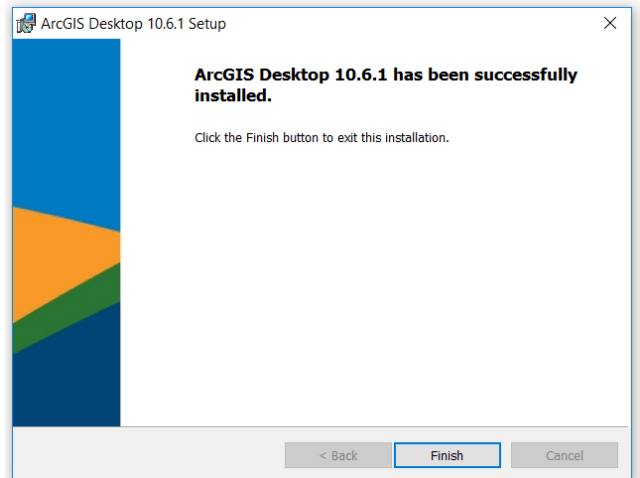 ArcGIS Desktop 10.6.1 Setup
ArcGIS Desktop 10.6.1 has been successfully
installed.
Click the Finish button to exit this installation.
< Back
Finish
Cancel